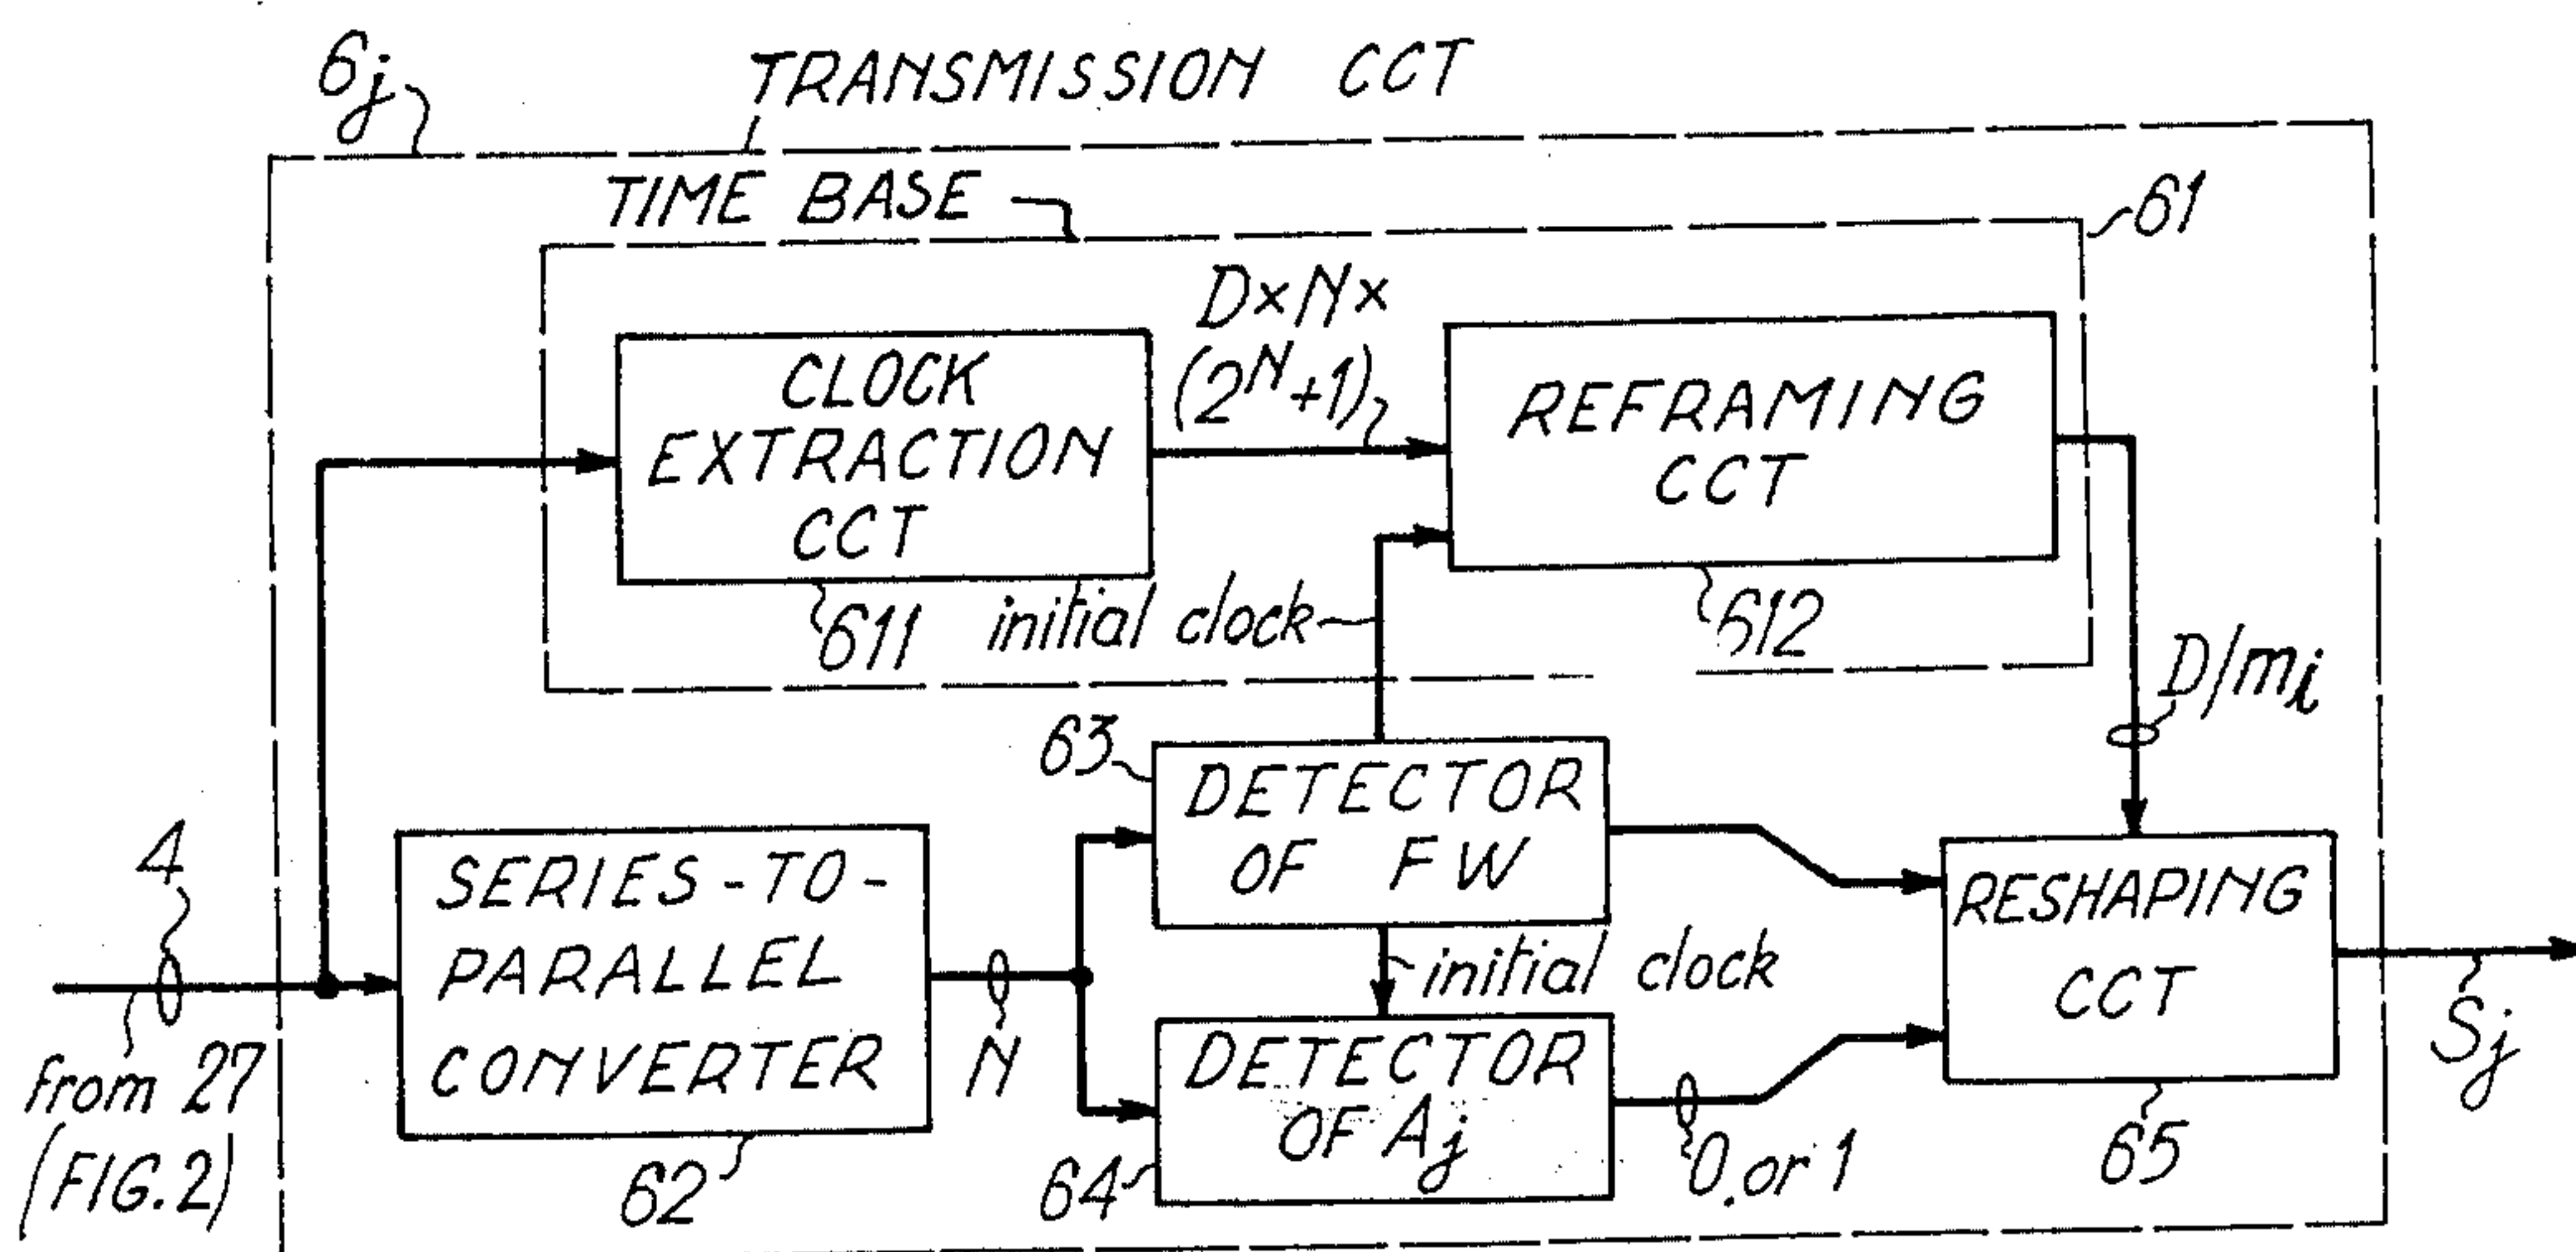 6j
TRANSMISSION CCT
TIME BASE
61
D×N×
(2^N+1)
CLOCK
EXTRACTION
CCT
REFRAMING
CCT
611
initial clock
612
D/mi
63
DETECTOR
OF FW
4
SERIES-TO-
PARALLEL
CONVERTER
RESHAPING
CCT
initial clock
N
from 27
(FIG.2)
DETECTOR
OF Aj
Sj
62
64
0 or 1
65